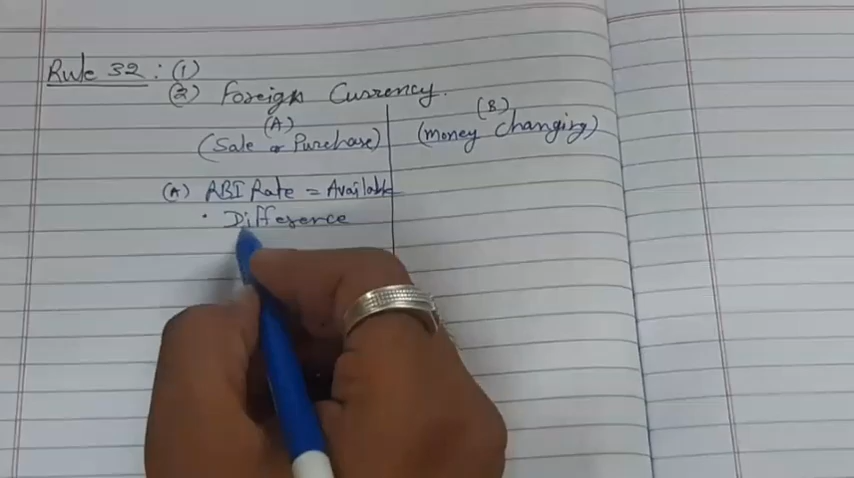 Rule 32 : (1)
(2) Foreign Currency.
(A)
(Sale or Purchase)
(B)
(money changing)
(A) RBI Rate = Available
. Difference